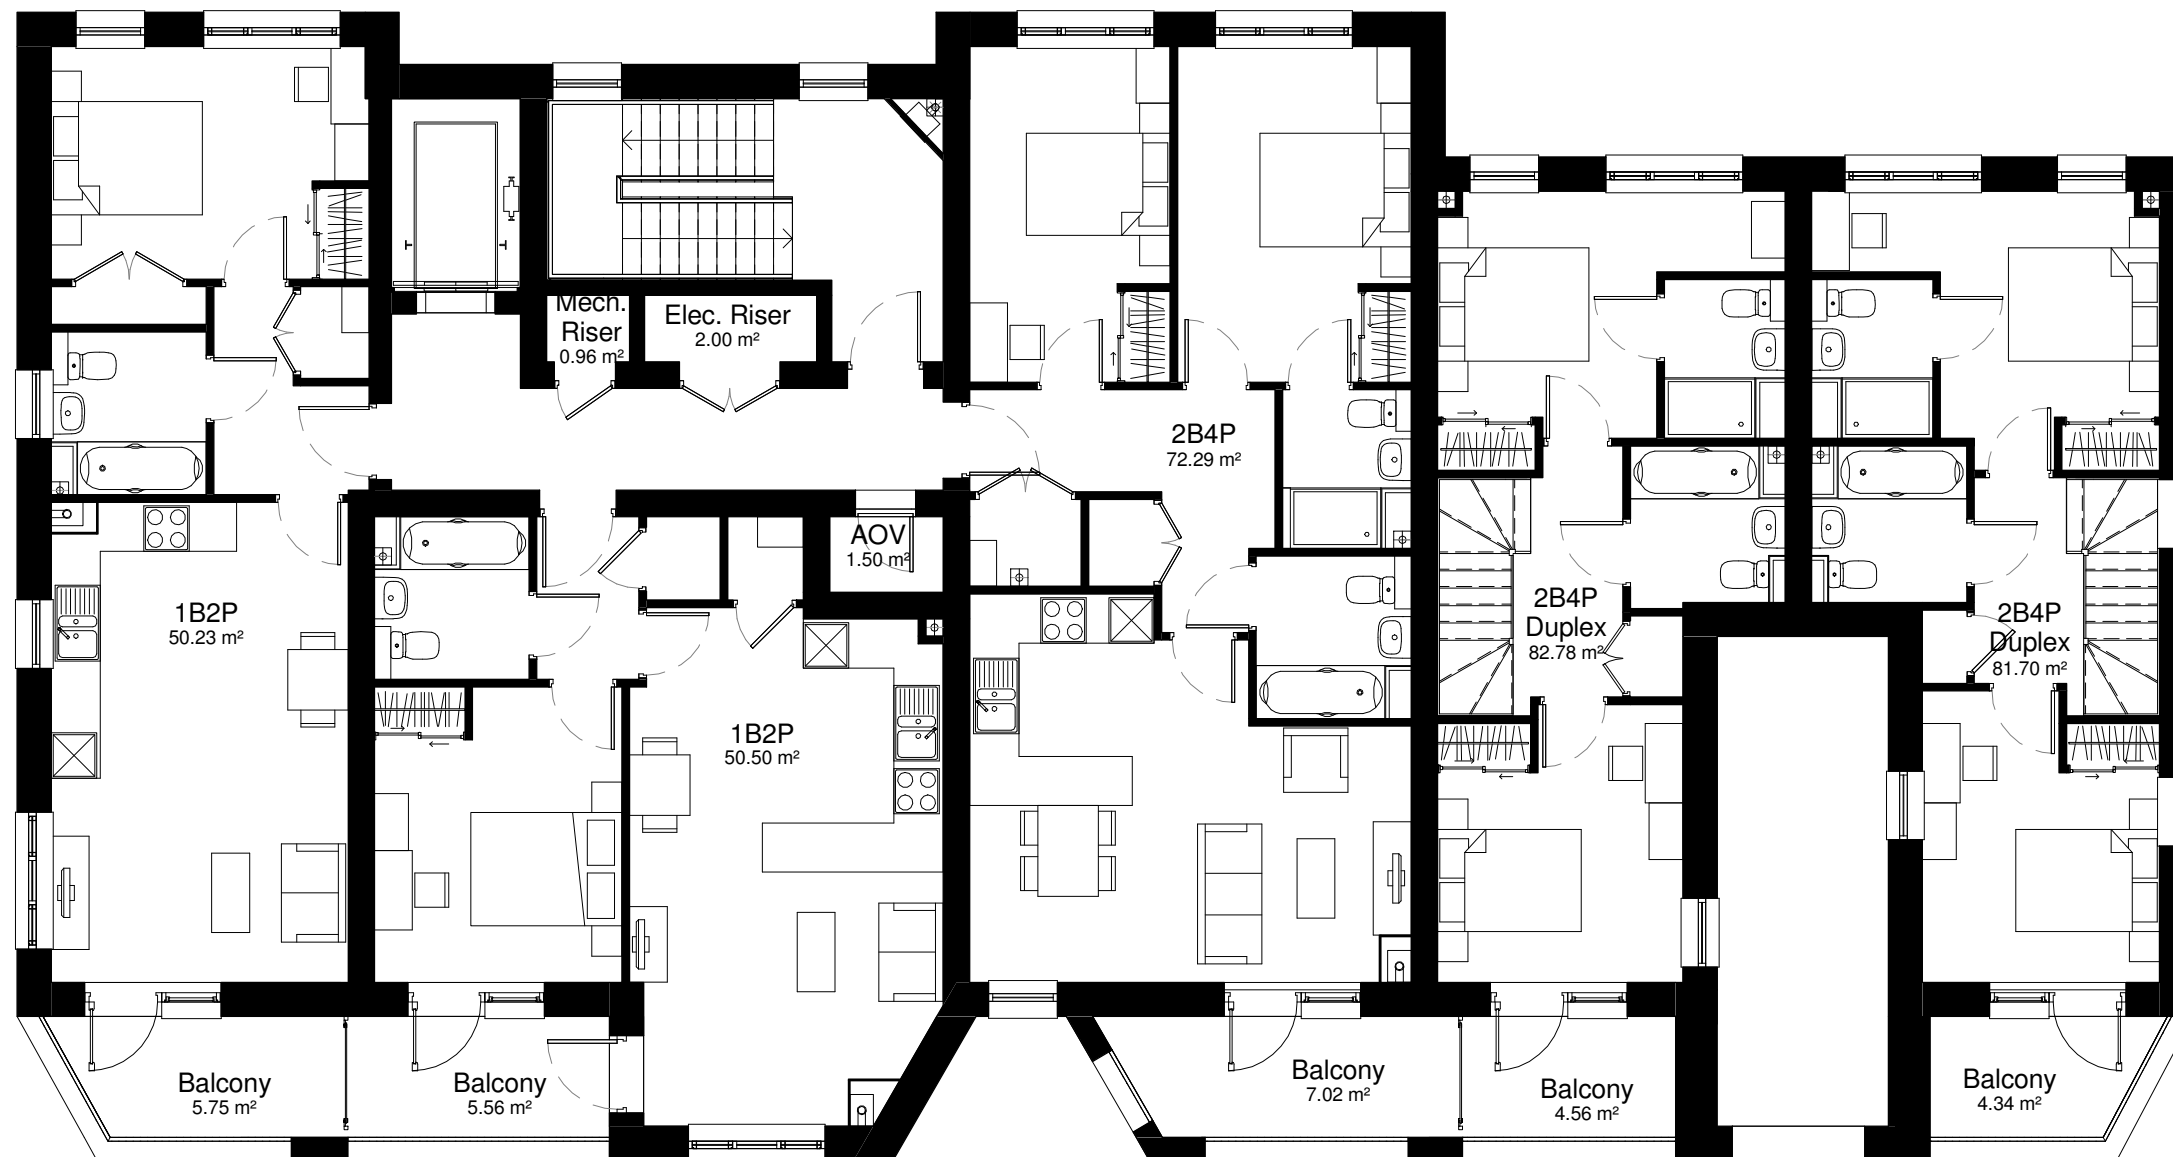 Mech.
Riser
0.96 m²
Elec. Riser
2.00 m²
2B4P
72.29 m²
AOV
1.50 m²
1B2P
50.23 m²
2B4P
Duplex
82.78 m²
2B4P
Duplex
81.70 m²
1B2P
50.50 m²
Balcony
5.75 m²
Balcony
5.56 m²
Balcony
7.02 m²
Balcony
4.56 m²
Balcony
4.34 m²